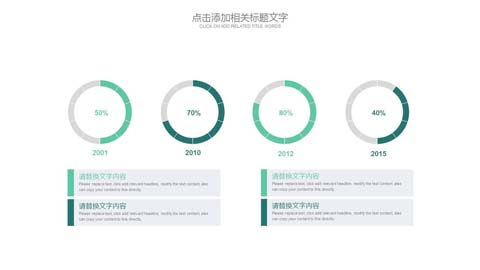 点击添加相关标题文字
CLICK ON ADD RELATED TITLE WORDS
50%
70%
80%
40%
2001
2010
2012
2015
请替换文字内容
Please replace text, click add relevant headline, modify the text content, also can copy your content to this directly.
请替换文字内容
Please replace text, click add relevant headline, modify the text content, also can copy your content to this directly.
请替换文字内容
Please replace text, click add relevant headline, modify the text content, also can copy your content to this directly.
请替换文字内容
Please replace text, click add relevant headline, modify the text content, also can copy your content to this directly.